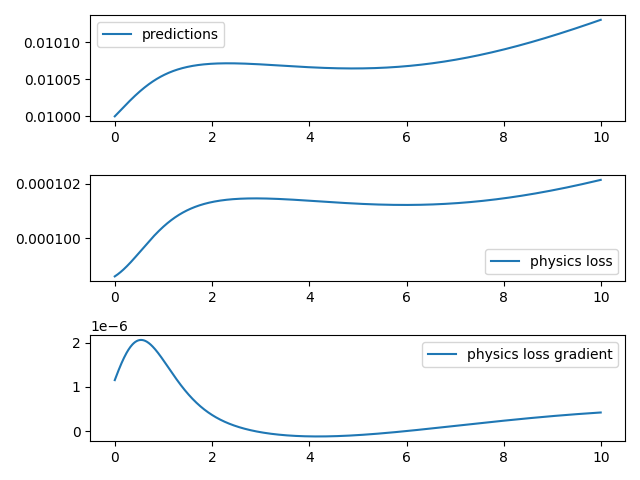 predictions
0.01010
0.01005
0.01000
0 2 4 6 8 10
0.000102
0.000100
physics loss
0 2 4 6 8 10
1e−6
physics loss gradient
2
1
0
0 2 4 6 8 10